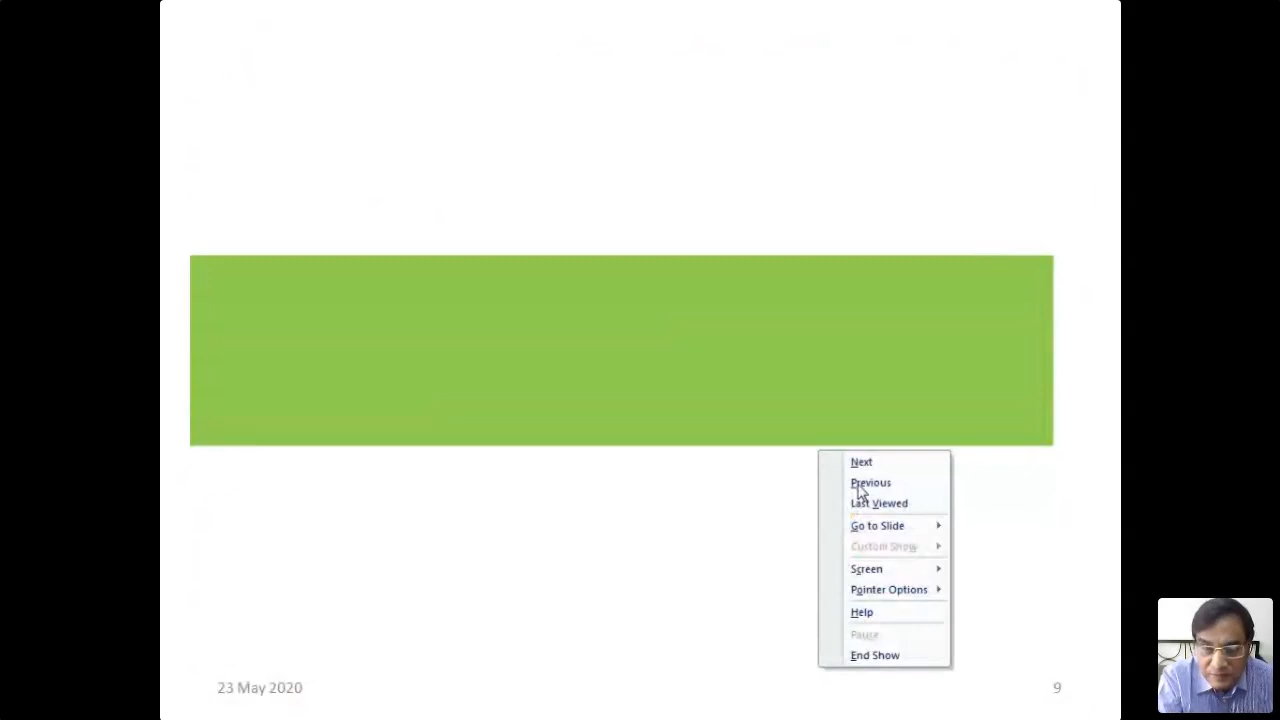 Next
Previous
Last Viewed
Go to Slide
Custom Show
Screen
Pointer Options
Help
Pause
End Show
23 May 2020
9